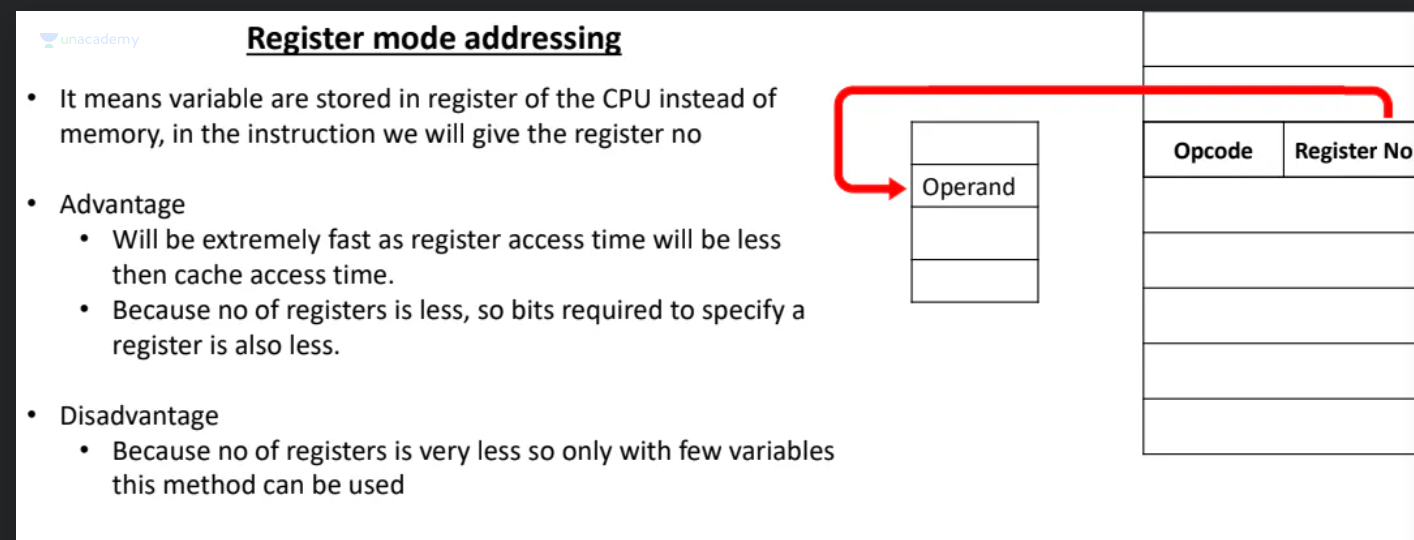 unacademy
Register mode addressing
• It means variable are stored in register of the CPU instead of
memory, in the instruction we will give the register no
• Advantage
• Will be extremely fast as register access time will be less
then cache access time.
• Because no of registers is less, so bits required to specify a
register is also less.
• Disadvantage
• Because no of registers is very less so only with few variables
this method can be used
Operand
Opcode
Register No